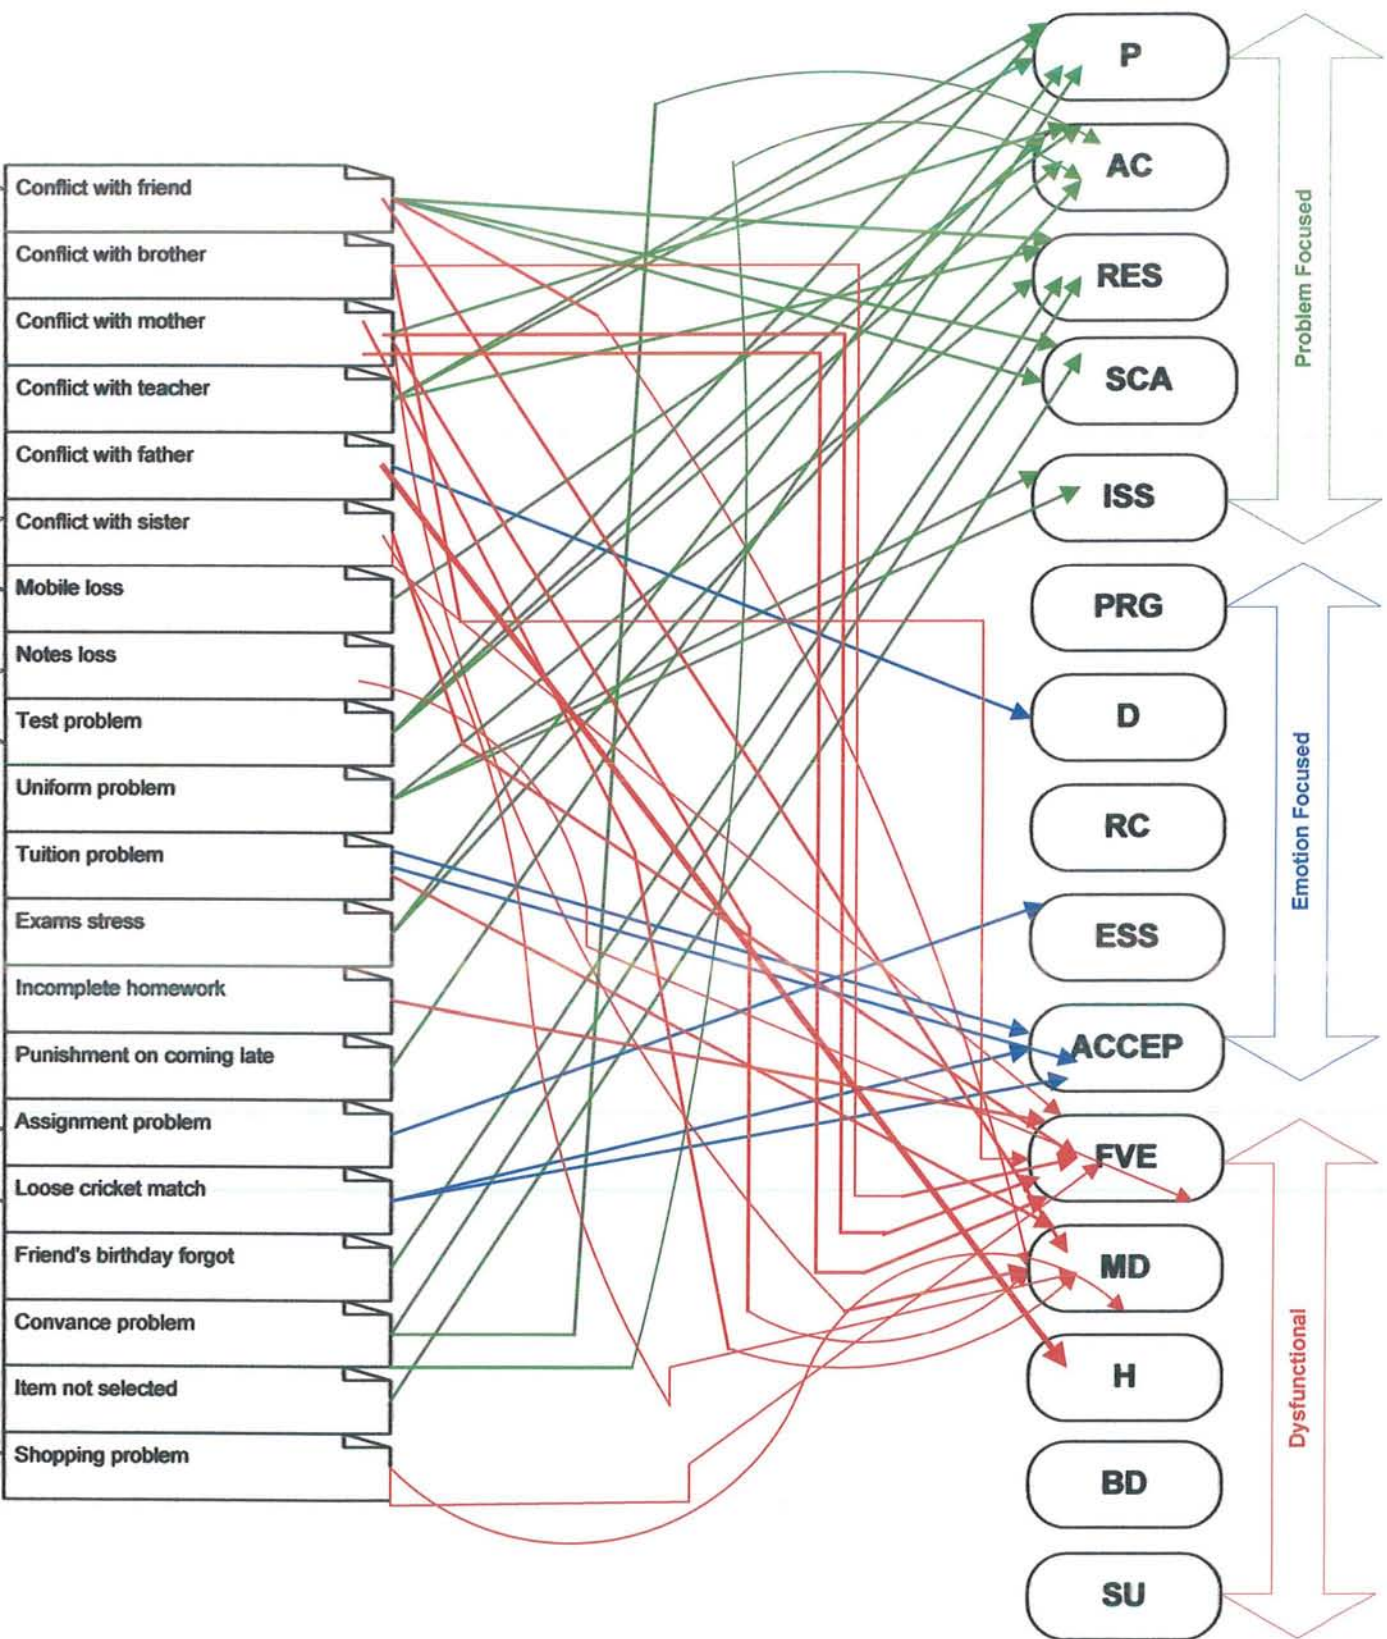 Conflict with friend
Conflict with brother
Conflict with mother
Conflict with teacher
Conflict with father
Conflict with sister
Mobile loss
Notes loss
Test problem
Uniform problem
Tuition problem
Exams stress
Incomplete homework
Punishment on coming late
Assignment problem
Loose cricket match
Friend's birthday forgot
Convance problem
Item not selected
Shopping problem
P
AC
RES
SCA
ISS
PRG
D
RC
ESS
ACCEP
FVE
MD
H
BD
SU
Problem Focused
Emotion Focused
Dysfunctional